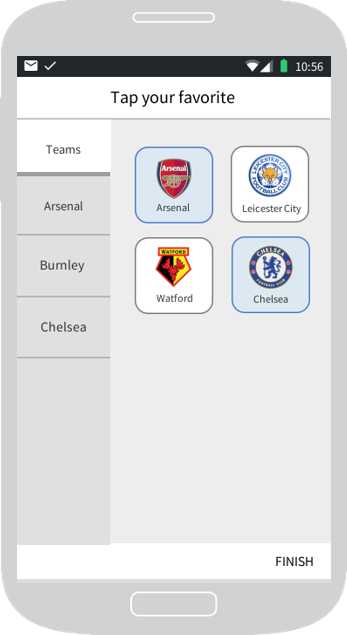 10:56
Tap your favorite
Teams
Arsenal
Burnley
Chelsea
Arsenal
Arsenal
LEICESTER CITY
FOOTBALL CLUB
Leicester City
WATFORD
Watford
CHELSEA
FOOTBALL CLUB
Chelsea
FINISH